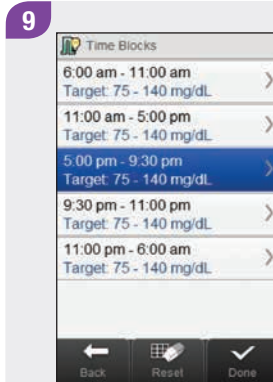 9
Time Blocks
6:00 am - 11:00 am
Target: 75 - 140 mg/dL
11:00 am - 5:00 pm
Target: 75 - 140 mg/dL
5:00 pm - 9:30 pm
Target: 75 - 140 mg/dL
9:30 pm - 11:00 pm
Target: 75 - 140 mg/dL
11:00 pm - 6:00 am
Target: 75 - 140 mg/dL
Back Reset Done